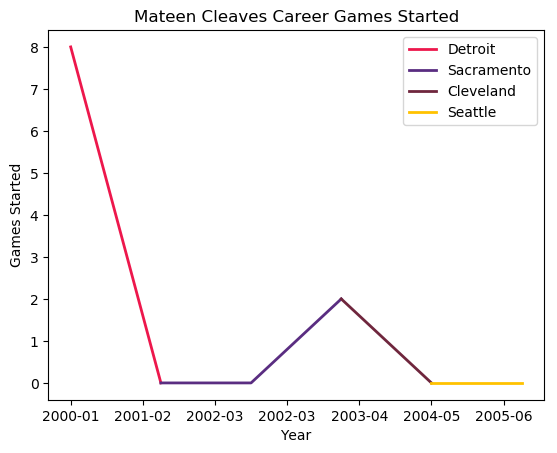 Mateen Cleaves Career Games Started
8
7
6
5
4
3
2
1
0
Games Started
Detroit
Sacramento
Cleveland
Seattle
2000-01 2001-02 2002-03 2002-03 2003-04 2004-05 2005-06
Year